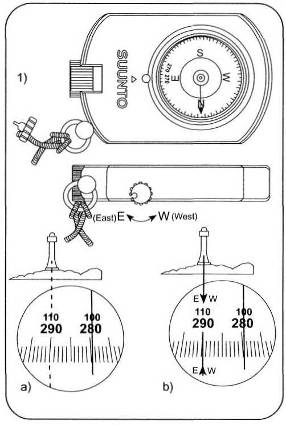 1)
SUUNTO
S
E W
N
(East) E W (West)
110 100
290 280
a)
E W
110 100
290 280
E W
b)